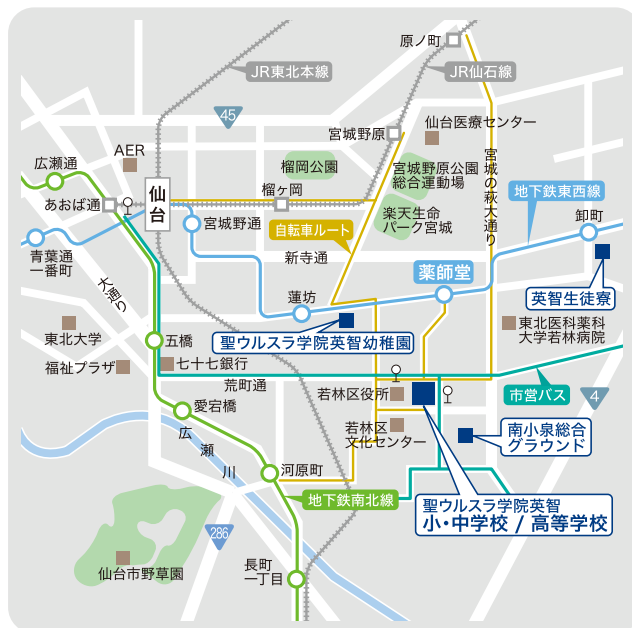 原ノ町
JR東北本線
JR仙石線
45
仙台医療センター
宮城野原
AER
広瀬通
榴岡公園
宮城野原公園
総合運動場
宮城の萩大通り
仙台
あおば通
榴ヶ岡
地下鉄東西線
楽天生命
パーク宮城
宮城野通
自転車ルート
卸町
青葉通
一番町
新寺通
薬師堂
大通り
英智生徒寮
蓮坊
東北大学
五橋
聖ウルスラ学院英智幼稚園
東北医科薬科
大学若林病院
福祉プラザ
七十七銀行
荒町通
若林区役所
市営バス
4
愛宕橋
若林区
文化センター
南小泉総合
グラウンド
広瀬川
河原町
地下鉄南北線
聖ウルスラ学院英智
小・中学校 / 高等学校
286
仙台市野草園
長町
一丁目